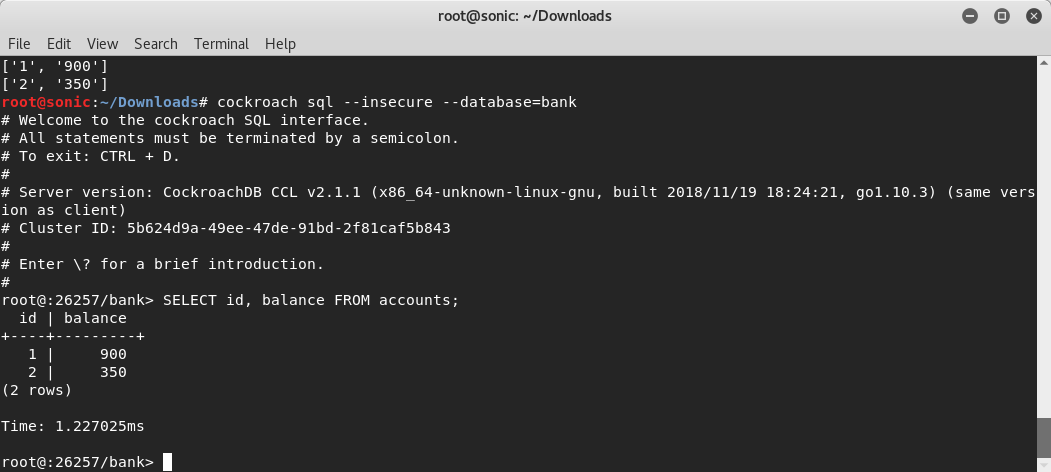 root@sonic: ~/Downloads
File Edit View Search Terminal Help
['1', '900']
['2', '350']
root@sonic:~/Downloads# cockroach sql --insecure --database=bank
# Welcome to the cockroach SQL interface.
# All statements must be terminated by a semicolon.
# To exit: CTRL + D.
#
# Server version: CockroachDB CCL v2.1.1 (x86_64-unknown-linux-gnu, built 2018/11/19 18:24:21, go1.10.3) (same vers
ion as client)
# Cluster ID: 5b624d9a-49ee-47de-91bd-2f81caf5b843
#
# Enter \? for a brief introduction.
#
root@:26257/bank> SELECT id, balance FROM accounts;
  id | balance
+----+---------+
   1 |     900
   2 |     350
(2 rows)
Time: 1.227025ms
root@:26257/bank>